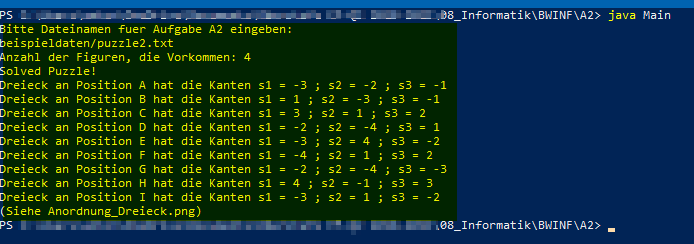 PS 08_Informatik\BWINF\A2> java Main
Bitte Dateinamen fuer Aufgabe A2 eingeben:
beispieldaten/puzzle2.txt
Anzahl der Figuren, die Vorkommen: 4
Solved Puzzle!
Dreieck an Position A hat die Kanten s1 = -3 ; s2 = -2 ; s3 = -1
Dreieck an Position B hat die Kanten s1 = 1 ; s2 = -3 ; s3 = -1
Dreieck an Position C hat die Kanten s1 = 3 ; s2 = 1 ; s3 = 2
Dreieck an Position D hat die Kanten s1 = -2 ; s2 = -4 ; s3 = 1
Dreieck an Position E hat die Kanten s1 = -3 ; s2 = 4 ; s3 = -2
Dreieck an Position F hat die Kanten s1 = -4 ; s2 = 1 ; s3 = 2
Dreieck an Position G hat die Kanten s1 = -2 ; s2 = -4 ; s3 = -3
Dreieck an Position H hat die Kanten s1 = 4 ; s2 = -1 ; s3 = 3
Dreieck an Position I hat die Kanten s1 = -3 ; s2 = 1 ; s3 = -2
(Siehe Anordnung_Dreieck.png)
PS 08_Informatik\BWINF\A2>